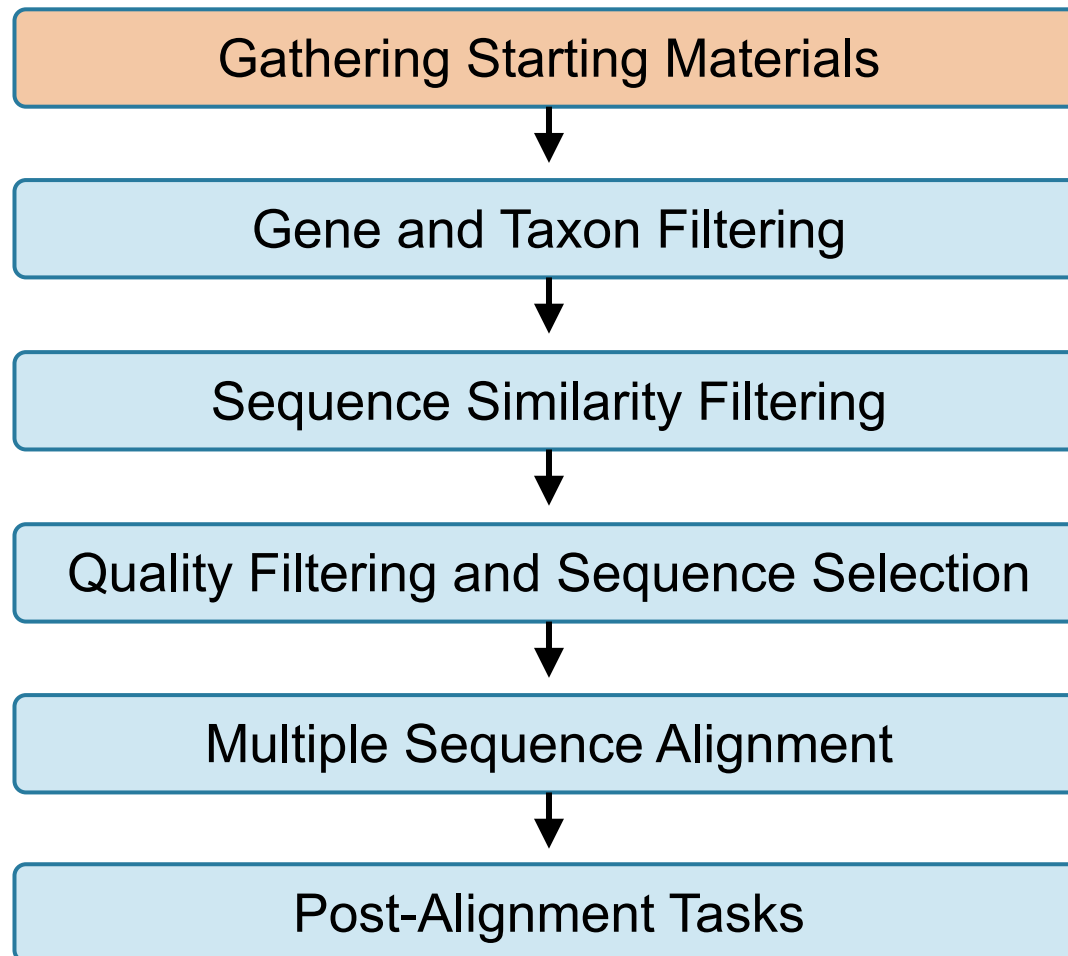 Gathering Starting Materials
Gene and Taxon Filtering
Sequence Similarity Filtering
Quality Filtering and Sequence Selection
Multiple Sequence Alignment
Post-Alignment Tasks